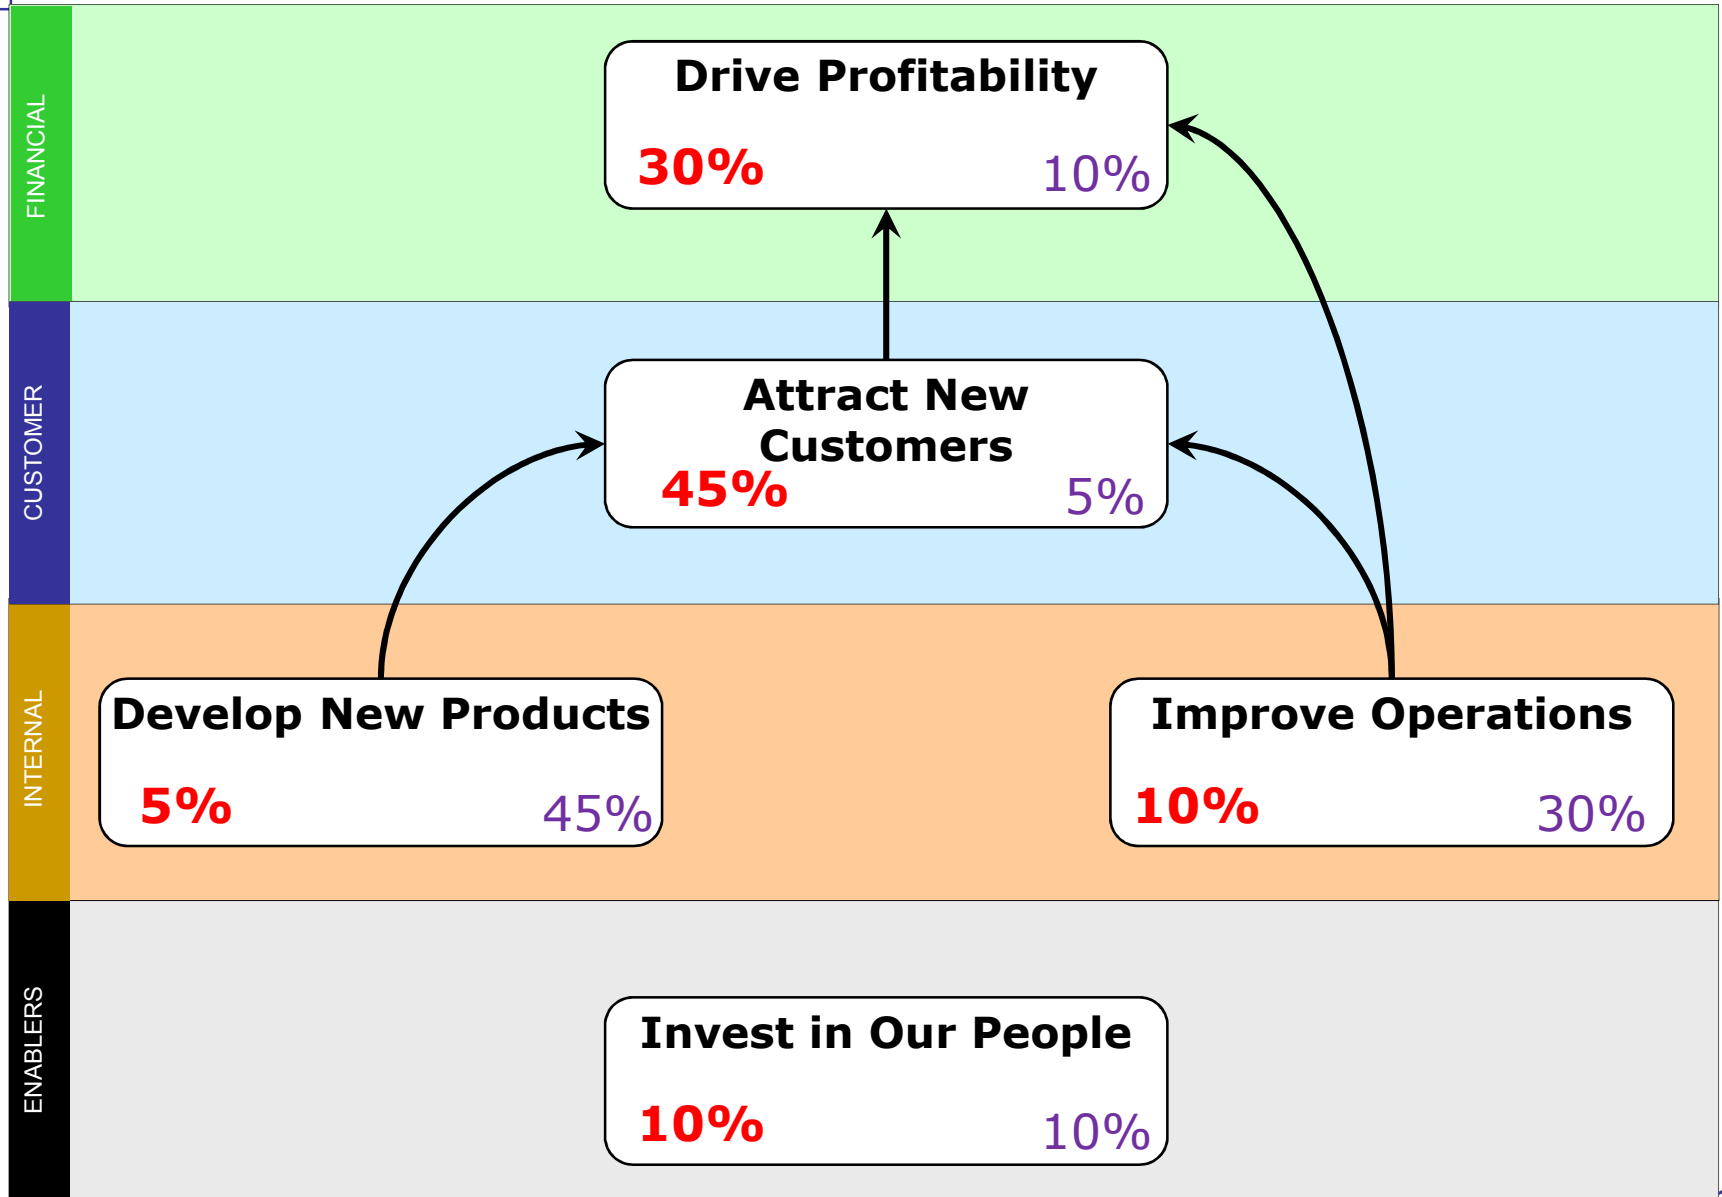 FINANCIAL
Drive Profitability
30%
10%
CUSTOMER
Attract New
Customers
45%
5%
INTERNAL
Develop New Products
5%
45%
Improve Operations
10%
30%
ENABLERS
Invest in Our People
10%
10%